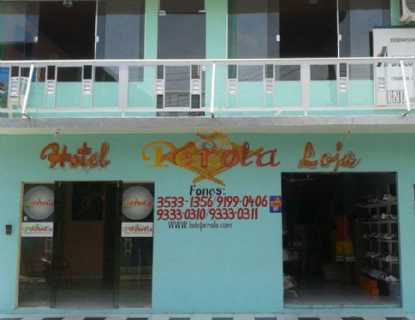 Hotel Pérola Loja
Fones:
3533-1356 9199-0406
9333-0310/9333-0311
WWW.hotelperola.com